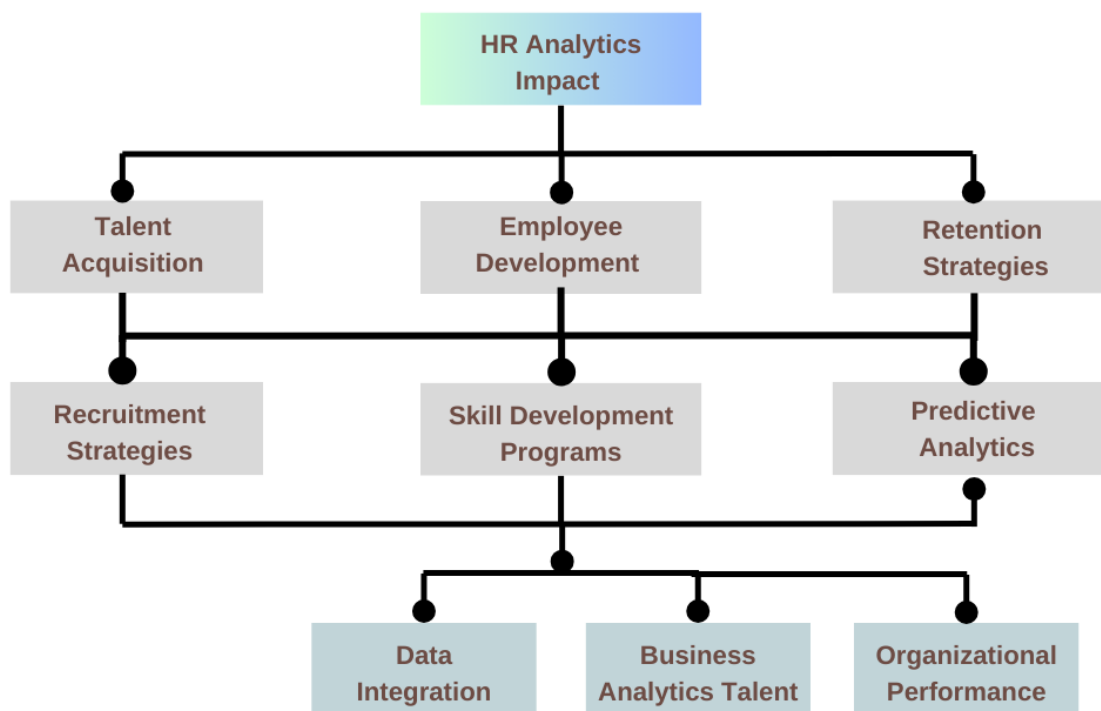 HR Analytics
Impact
Talent
Acquisition
Employee
Development
Retention
Strategies
Recruitment
Strategies
Skill Development
Programs
Predictive
Analytics
Data
Integration
Business
Analytics Talent
Organizational
Performance